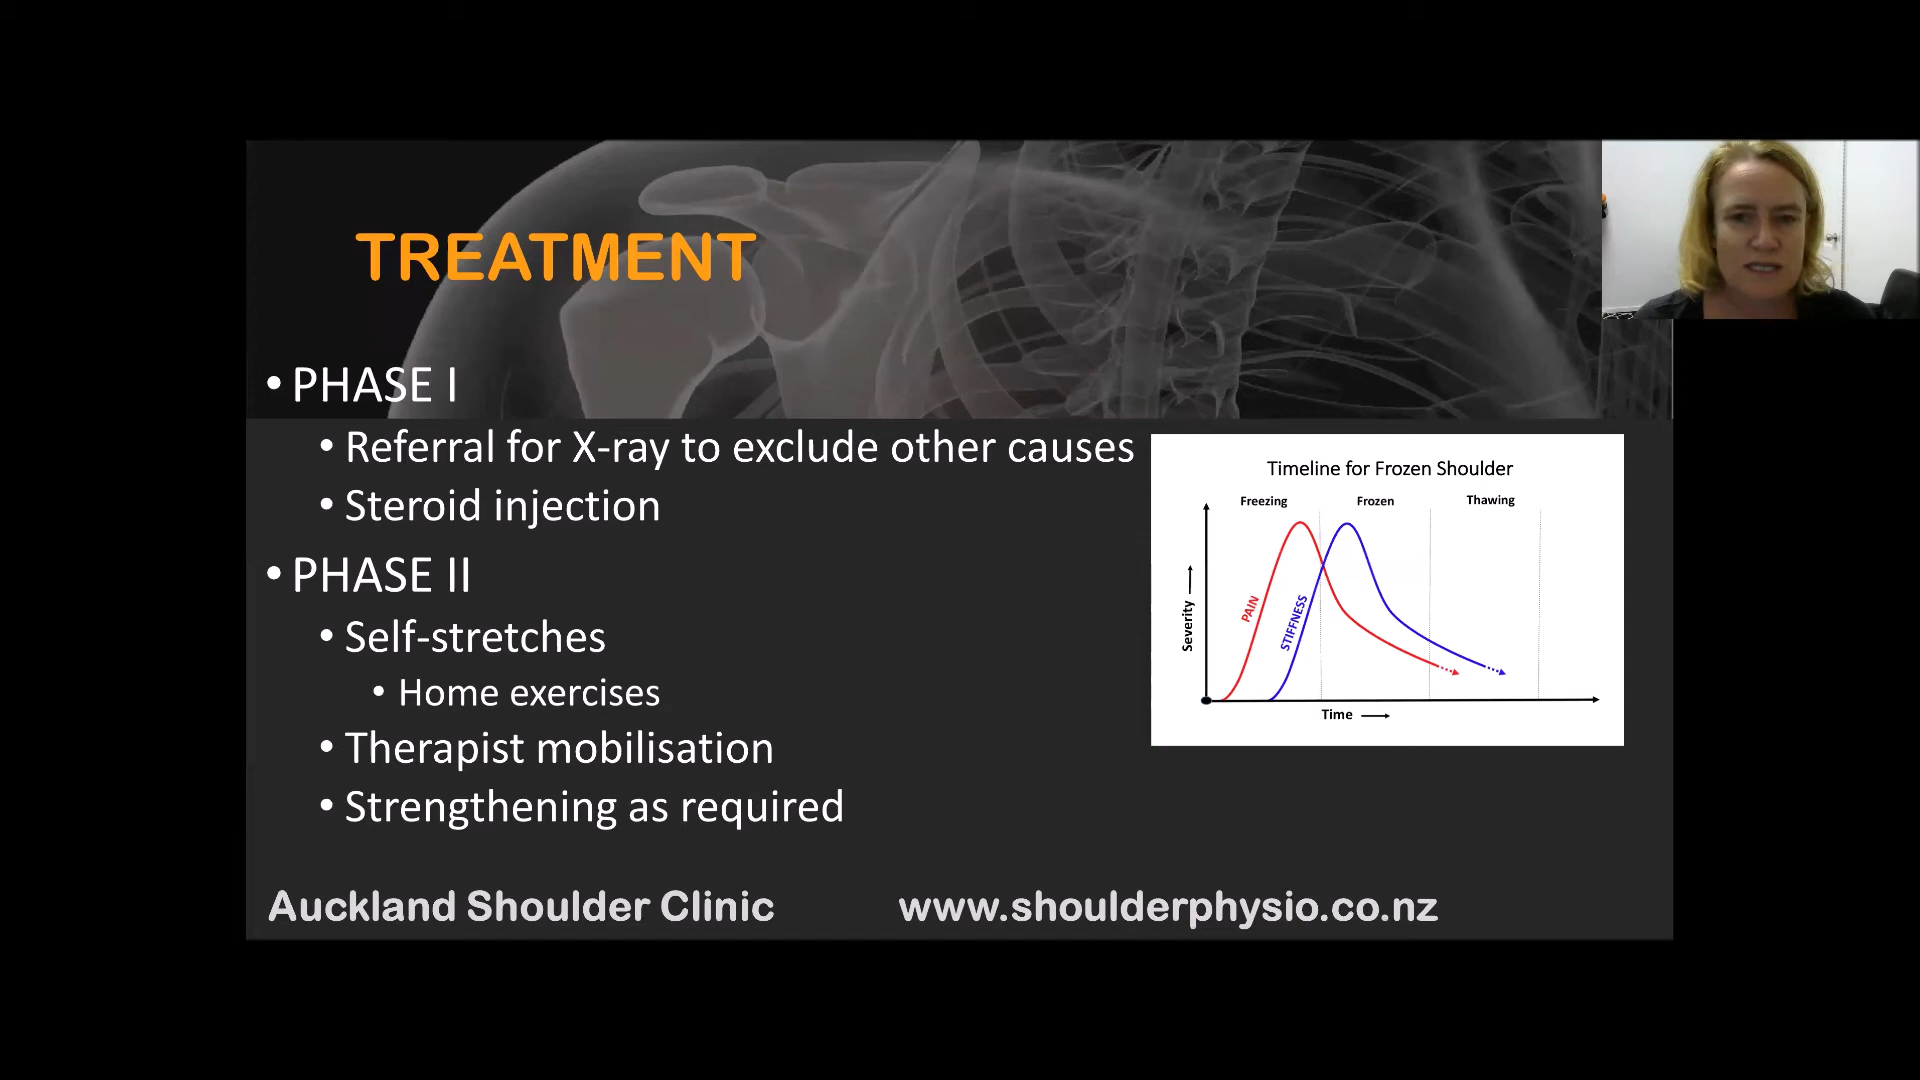 TREATMENT
• PHASE I
• Referral for X-ray to exclude other causes
• Steroid injection
• PHASE II
• Self-stretches
• Home exercises
• Therapist mobilisation
• Strengthening as required
Timeline for Frozen Shoulder
Freezing Frozen Thawing
Severity
PAIN
STIFFNESS
Time
Auckland Shoulder Clinic www.shoulderphysio.co.nz